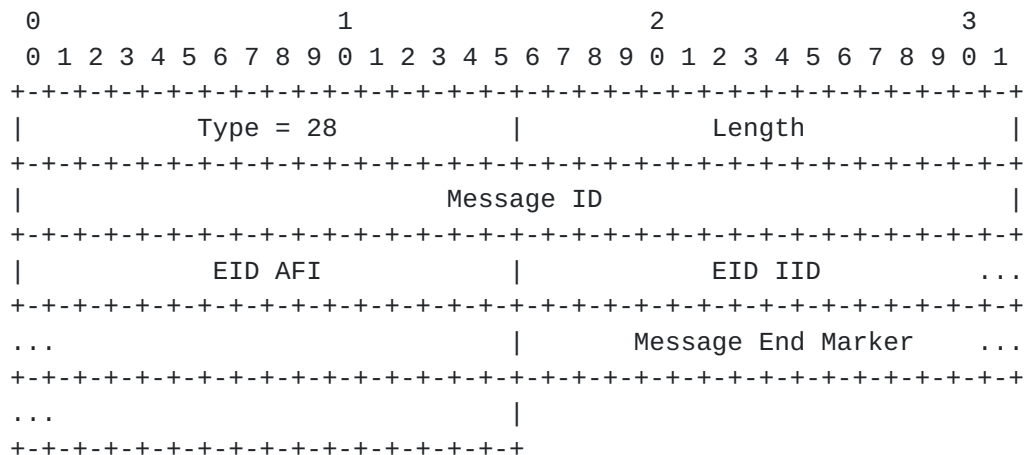 0                   1                   2                   3
 0 1 2 3 4 5 6 7 8 9 0 1 2 3 4 5 6 7 8 9 0 1 2 3 4 5 6 7 8 9 0 1
+-+-+-+-+-+-+-+-+-+-+-+-+-+-+-+-+-+-+-+-+-+-+-+-+-+-+-+-+-+-+-+-+
|           Type = 28           |            Length             |
+-+-+-+-+-+-+-+-+-+-+-+-+-+-+-+-+-+-+-+-+-+-+-+-+-+-+-+-+-+-+-+-+
|                           Message ID                          |
+-+-+-+-+-+-+-+-+-+-+-+-+-+-+-+-+-+-+-+-+-+-+-+-+-+-+-+-+-+-+-+-+
|            EID AFI            |            EID IID          ...
+-+-+-+-+-+-+-+-+-+-+-+-+-+-+-+-+-+-+-+-+-+-+-+-+-+-+-+-+-+-+-+-+
...                             |       Message End Marker    ...
+-+-+-+-+-+-+-+-+-+-+-+-+-+-+-+-+-+-+-+-+-+-+-+-+-+-+-+-+-+-+-+-+
...                             |
+-+-+-+-+-+-+-+-+-+-+-+-+-+-+-+-+